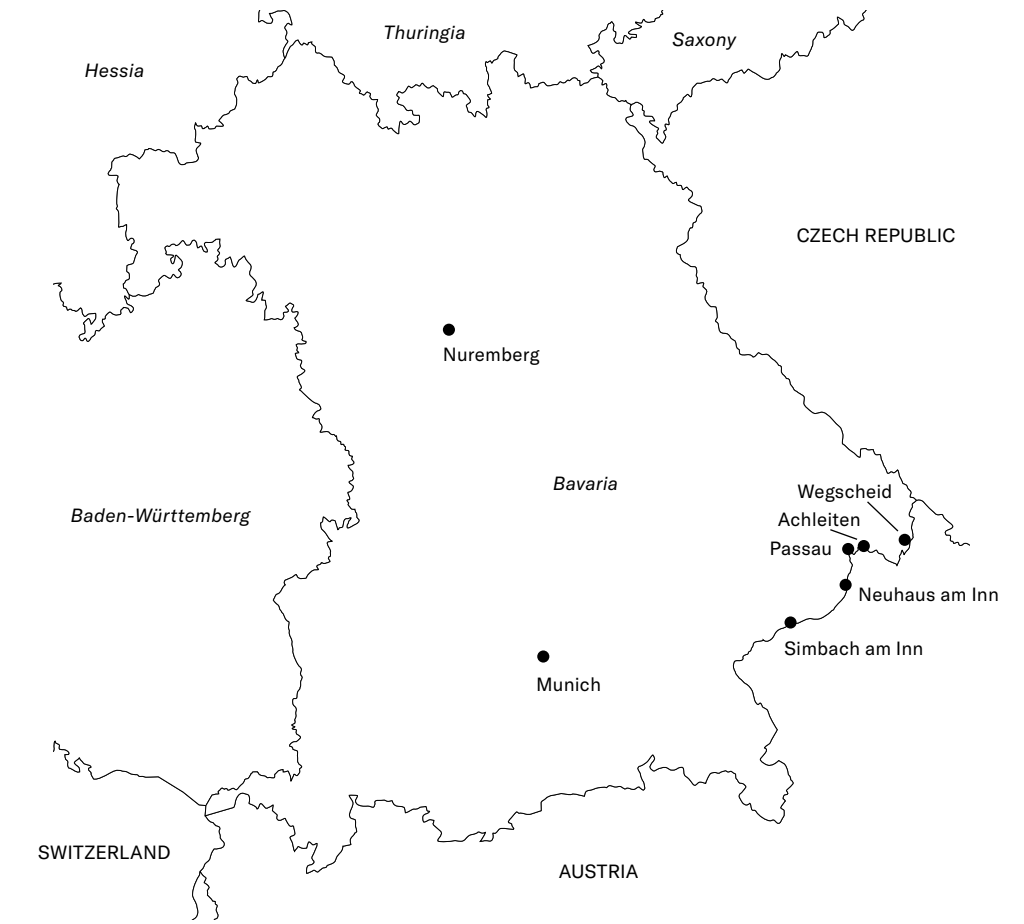 Thuringia
Saxony
Hessia
CZECH REPUBLIC
Nuremberg
Bavaria
Wegscheid
Baden-Württemberg
Achleiten
Passau
Neuhaus am Inn
Simbach am Inn
Munich
SWITZERLAND
AUSTRIA